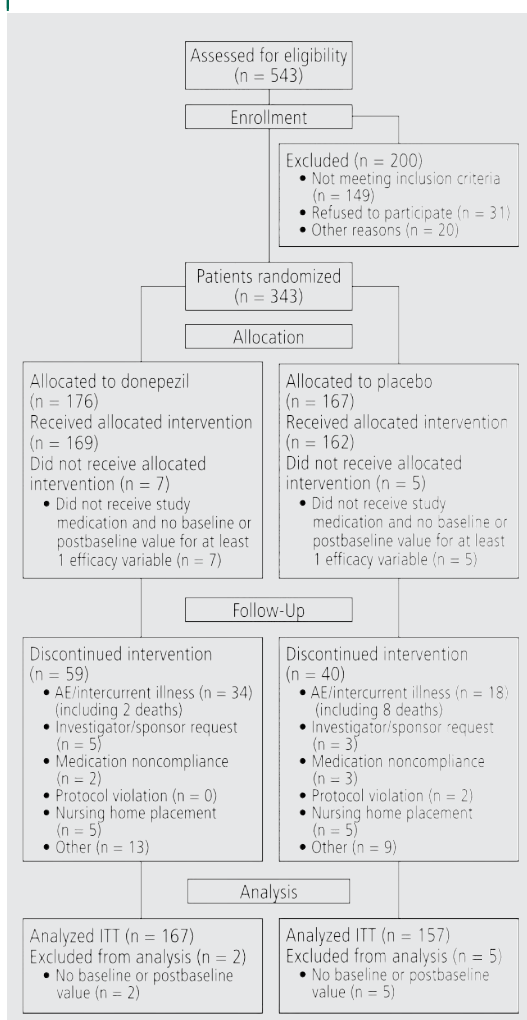 Assessed for eligibility
(n = 543)
Enrollment
Excluded (n = 200)
• Not meeting inclusion criteria
(n = 149)
• Refused to participate (n = 31)
• Other reasons (n = 20)
Patients randomized
(n = 343)
Allocation
Allocated to donepezil
(n = 176)
Received allocated intervention
(n = 169)
Did not receive allocated
intervention (n = 7)
• Did not receive study
medication and no baseline or
postbaseline value for at least
1 efficacy variable (n = 7)
Allocated to placebo
(n = 167)
Received allocated intervention
(n = 162)
Did not receive allocated
intervention (n = 5)
• Did not receive study
medication and no baseline or
postbaseline value for at least
1 efficacy variable (n = 5)
Follow-Up
Discontinued intervention
(n = 59)
• AE/intercurrent illness (n = 34)
(including 2 deaths)
• Investigator/sponsor request
(n = 5)
• Medication noncompliance
(n = 2)
• Protocol violation (n = 0)
• Nursing home placement
(n = 5)
• Other (n = 13)
Discontinued intervention
(n = 40)
• AE/intercurrent illness (n = 18)
(including 8 deaths)
• Investigator/sponsor request
(n = 3)
• Medication noncompliance
(n = 3)
• Protocol violation (n = 2)
• Nursing home placement
(n = 5)
• Other (n = 9)
Analysis
Analyzed ITT (n = 167)
Excluded from analysis (n = 2)
• No baseline or postbaseline
value (n = 2)
Analyzed ITT (n = 157)
Excluded from analysis (n = 5)
• No baseline or postbaseline
value (n = 5)